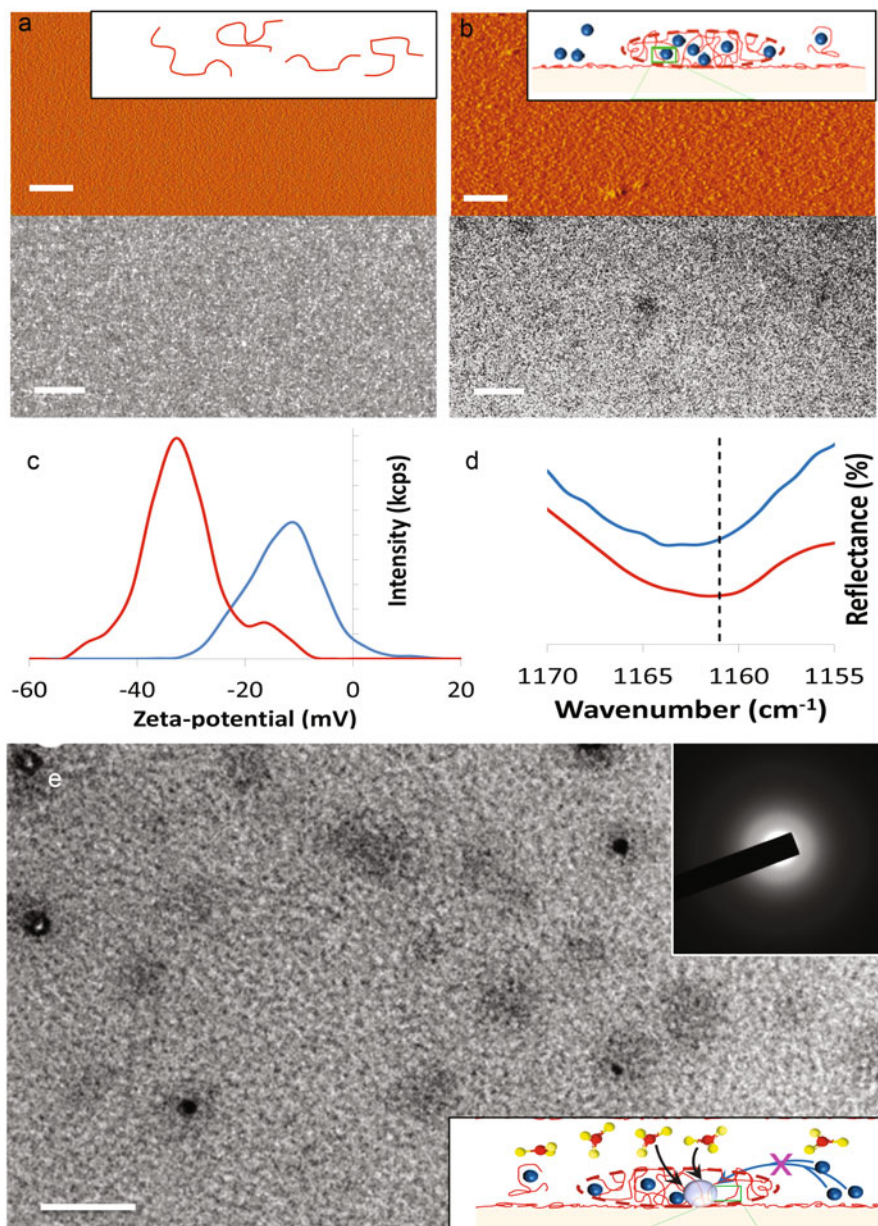 a
b
c
Intensity (kcps)
-60 -40 -20 0 20
Zeta-potential (mV)
d
Reflectance (%)
1170 1165 1160 1155
Wavenumber (cm⁻¹)
e
X